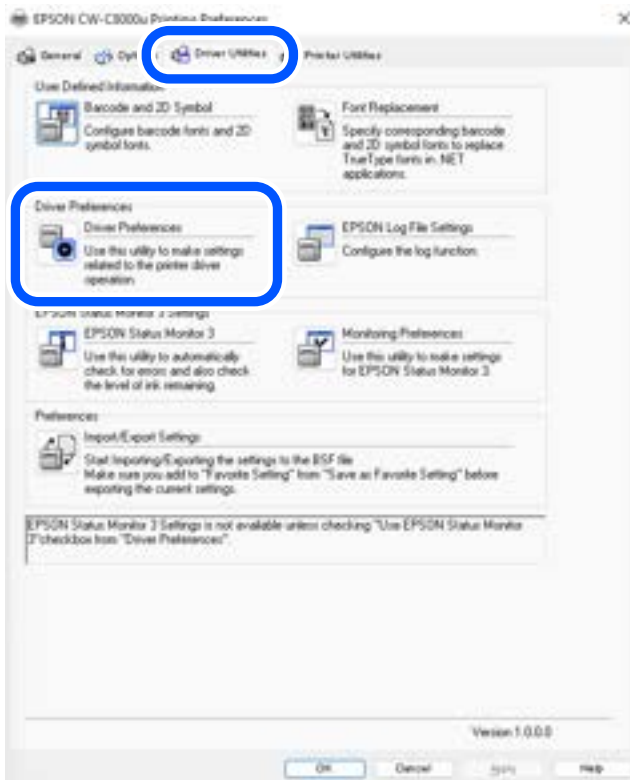 EPSON CW-C8000u Printing Preferences
General
Driver Utilities
Printer Utilities
User Defined Information
Barcode and 2D Symbol
Configure barcode fonts and 2D
symbol fonts.
Font Replacement
Specify corresponding barcode
and 2D symbol fonts to replace
TrueType fonts in .NET
applications.
Driver Preferences
Driver Preferences
Use this utility to make settings
related to the printer driver
operation.
EPSON Log File Settings
Configure the log function.
EPSON Status Monitor 3 Settings
EPSON Status Monitor 3
Use this utility to automatically
check for errors and also check
the level of ink remaining.
Monitoring Preferences
Use this utility to make settings
for EPSON Status Monitor 3.
Preferences
Import/Export Settings
Start Importing/Exporting the settings to the BSF file
Make sure you add to "Favorite Setting" from "Save as Favorite Setting" before
exporting the current settings.
EPSON Status Monitor 3 Settings is not available unless checking "Use EPSON Status Monitor
3"checkbox from "Driver Preferences".
Version 1.0.0.0
OK
Cancel
Apply
Help